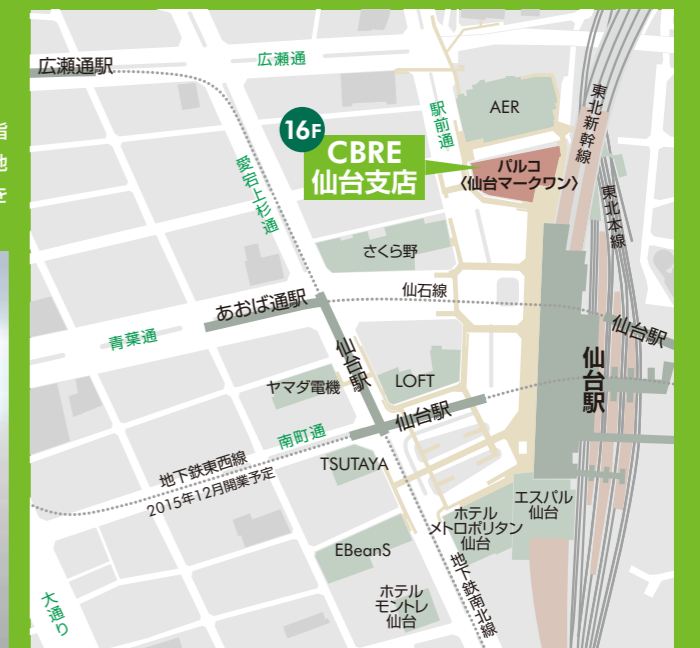 広瀬通駅
広瀬通
駅前通
AER
東北新幹線
16F
CBRE
仙台支店
パルコ
〈仙台マークワン〉
東北本線
愛宕上杉通
指
地
を
さくら野
仙石線
あおば通駅
青葉通
仙台駅
仙台駅
仙台駅
ヤマダ電機
LOFT
仙台駅
南町通
地下鉄東西線
2015年12月開業予定
TSUTAYA
エスパル
仙台
ホテル
メトロポリタン
仙台
EBeanS
地下鉄南北線
ホテル
モントレ
仙台
大通り